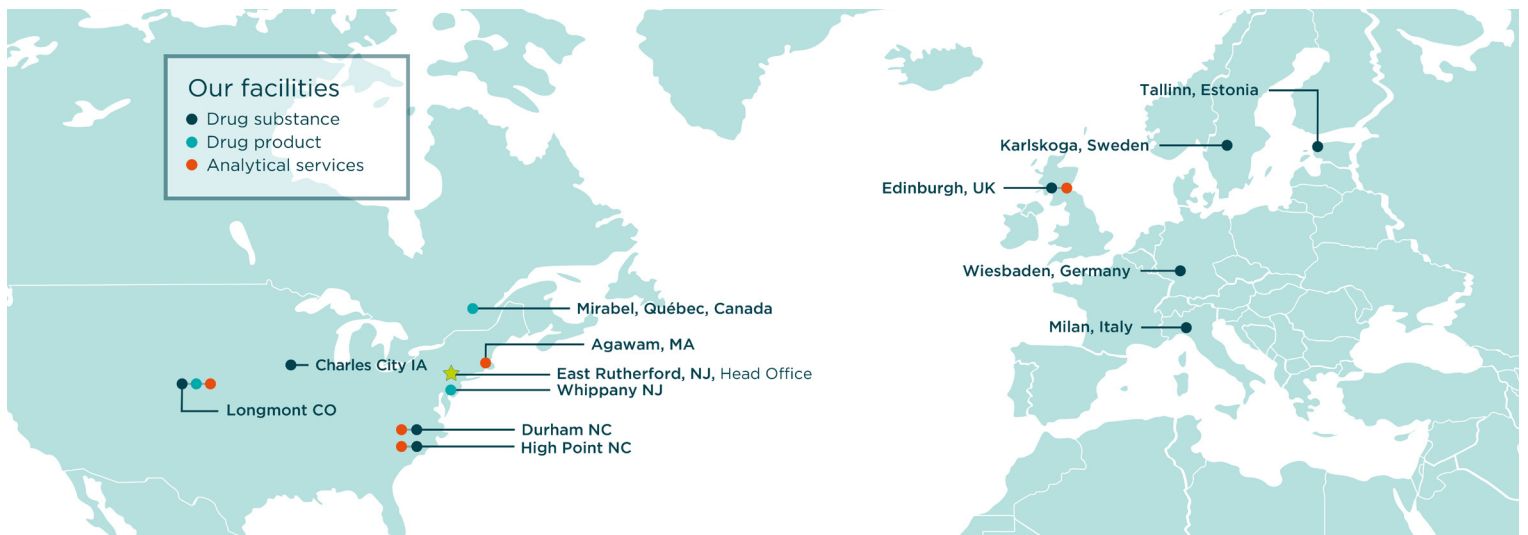 Our facilities
Drug substance
Drug product
Analytical services
Mirabel, Québec, Canada
Agawam, MA
Charles City IA
East Rutherford, NJ, Head Office
Whippany NJ
Longmont CO
Durham NC
High Point NC
Tallinn, Estonia
Karlskoga, Sweden
Edinburgh, UK
Wiesbaden, Germany
Milan, Italy